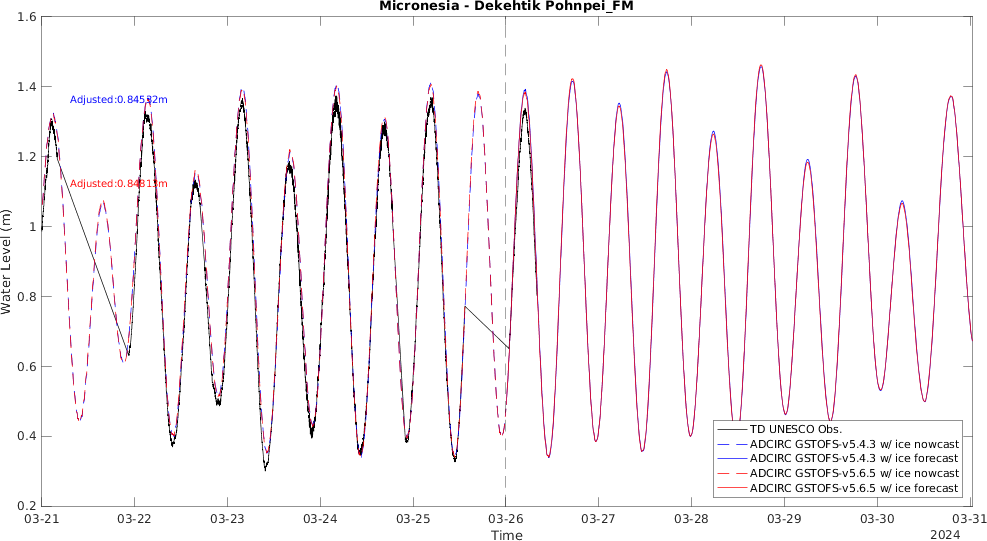 Micronesia - Dekehtik Pohnpei_FM
1.6
1.4
1.2
1
0.8
0.6
0.4
0.2
Water Level (m)
Adjusted:0.84532m
TD UNESCO Obs.
ADCIRC GSTOFS-v5.4.3 w/ ice nowcast
ADCIRC GSTOFS-v5.4.3 w/ ice forecast
ADCIRC GSTOFS-v5.6.5 w/ ice nowcast
ADCIRC GSTOFS-v5.6.5 w/ ice forecast
03-21 03-22 03-23 03-24 03-25 03-26 03-27 03-28 03-29 03-30 03-31
Time
2024